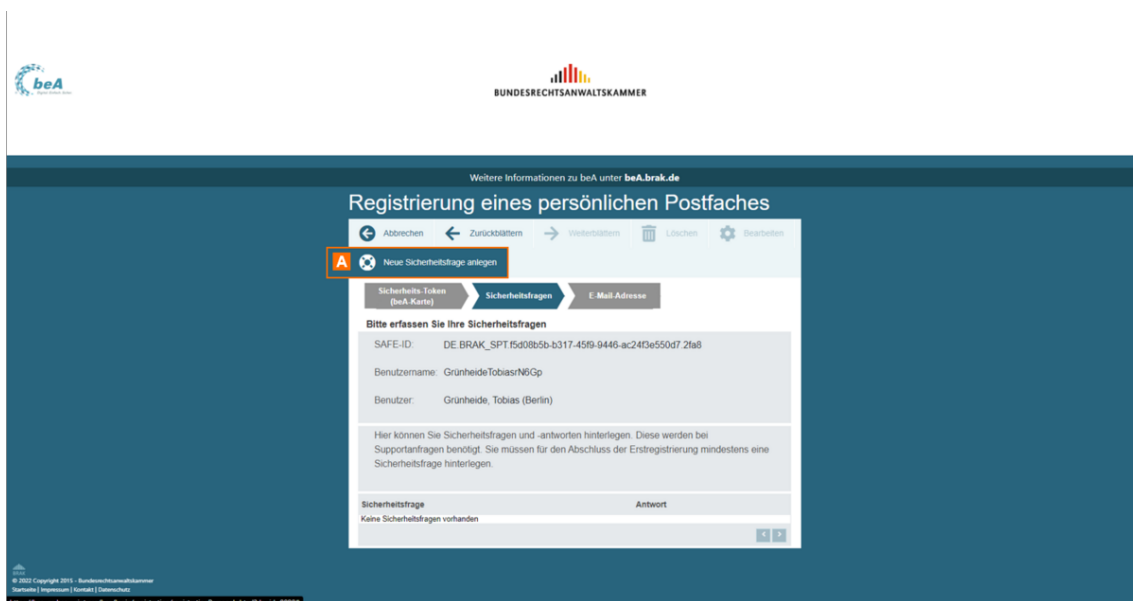 beA
BUNDESRECHTSANWALTSKAMMER
Weitere Informationen zu beA unter beA.brak.de
Registrierung eines persönlichen Postfaches
Abbrechen Zurückblättern Weiterblättern Löschen Bearbeiten
A Neue Sicherheitsfrage anlegen
Sicherheits-Token
(beA-Karte)
Sicherheitsfragen
E-Mail-Adresse
Bitte erfassen Sie Ihre Sicherheitsfragen
SAFE-ID: DE.BRAK_SPT.f5d08b5b-b317-45f9-9446-ac24f3e550d7.2fa8
Benutzername: GrünheideTobiasrN6Gp
Benutzer: Grünheide, Tobias (Berlin)
Hier können Sie Sicherheitsfragen und -antworten hinterlegen. Diese werden bei
Supportanfragen benötigt. Sie müssen für den Abschluss der Erstregistrierung mindestens eine
Sicherheitsfrage hinterlegen.
Sicherheitsfrage Antwort
Keine Sicherheitsfragen vorhanden
© 2022 Copyright 2015 - Bundesrechtsanwaltskammer
Startseite | Impressum | Kontakt | Datenschutz